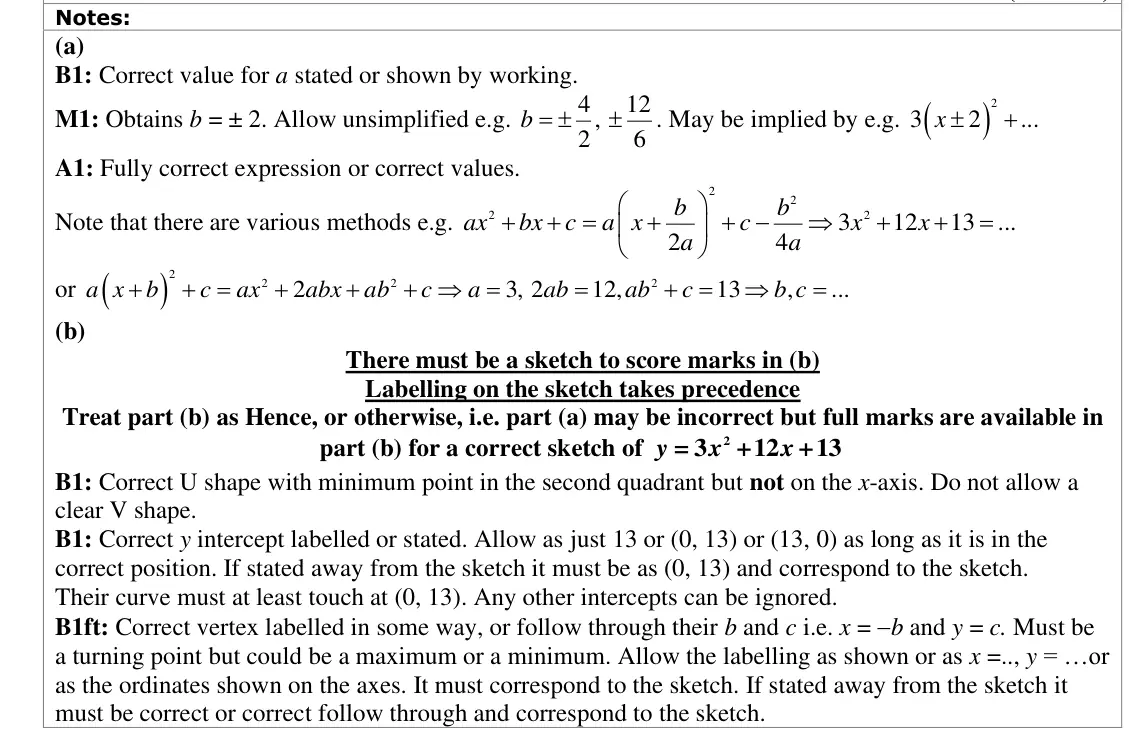 Notes:
(a)
B1: Correct value for a stated or shown by working.
M1: Obtains b = ± 2. Allow unsimplified e.g. b = ± 4/2, ± 12/6. May be implied by e.g. 3(x ± 2)² + ...
A1: Fully correct expression or correct values.
Note that there are various methods e.g. ax² + bx + c = a(x + b/2a)² + c − b²/4a ⇒ 3x² + 12x + 13 = ...
or a(x + b)² + c = ax² + 2abx + ab² + c ⇒ a = 3, 2ab = 12, ab² + c = 13 ⇒ b, c = ...
(b)
There must be a sketch to score marks in (b)
Labelling on the sketch takes precedence
Treat part (b) as Hence, or otherwise, i.e. part (a) may be incorrect but full marks are available in
part (b) for a correct sketch of y = 3x² + 12x + 13
B1: Correct U shape with minimum point in the second quadrant but not on the x-axis. Do not allow a
clear V shape.
B1: Correct y intercept labelled or stated. Allow as just 13 or (0, 13) or (13, 0) as long as it is in the
correct position. If stated away from the sketch it must be as (0, 13) and correspond to the sketch.
Their curve must at least touch at (0, 13). Any other intercepts can be ignored.
B1ft: Correct vertex labelled in some way, or follow through their b and c i.e. x = −b and y = c. Must be
a turning point but could be a maximum or a minimum. Allow the labelling as shown or as x =.., y = …or
as the ordinates shown on the axes. It must correspond to the sketch. If stated away from the sketch it
must be correct or correct follow through and correspond to the sketch.